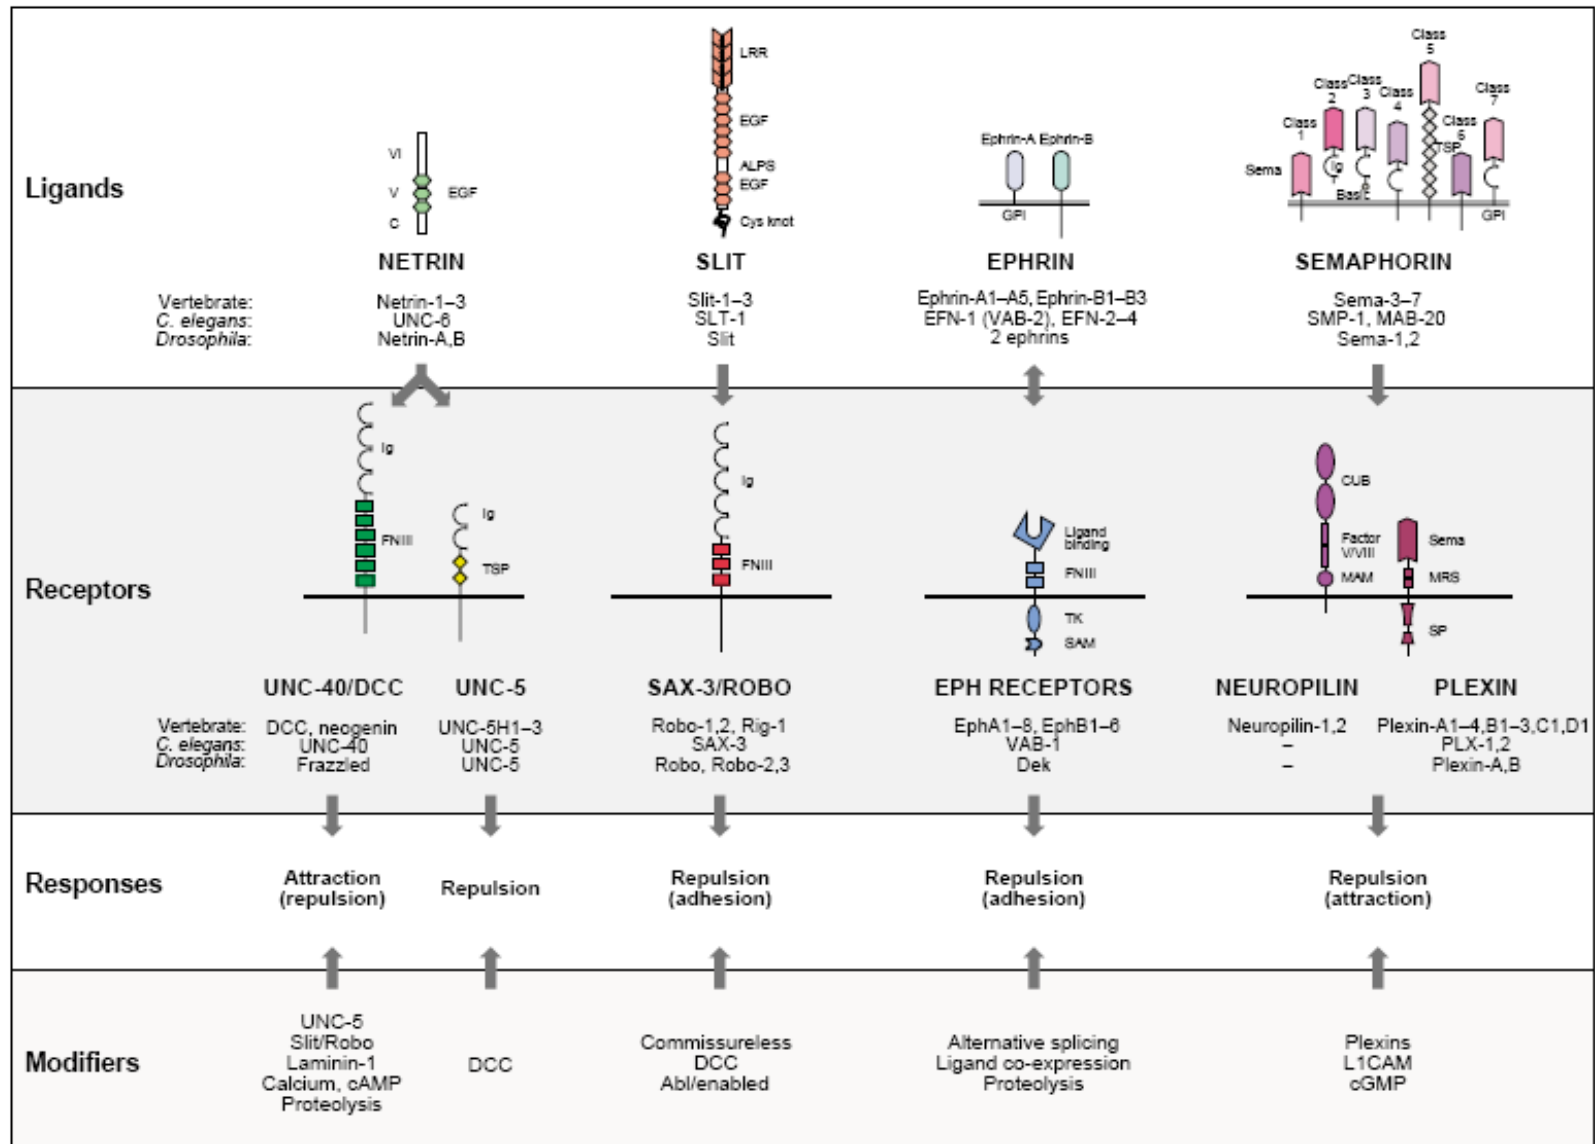 Ligands
VI
V
C
EGF
NETRIN
Vertebrate: Netrin-1–3
C. elegans: UNC-6
Drosophila: Netrin-A,B
LRR
EGF
ALPS
EGF
Cys knot
SLIT
Slit-1–3
SLT-1
Slit
Ephrin-A Ephrin-B
GPI
EPHRIN
Ephrin-A1–A5, Ephrin-B1–B3
EFN-1 (VAB-2), EFN-2–4
2 ephrins
Sema
Class 1
Class 2
Class 3
Class 4
Class 5
Class 6
Class 7
Ig
Basic
TSP
GPI
SEMAPHORIN
Sema-3–7
SMP-1, MAB-20
Sema-1,2
Receptors
Ig
FNIII
Ig
TSP
UNC-40/DCC
UNC-5
Vertebrate: DCC, neogenin UNC-5H1–3
C. elegans: UNC-40 UNC-5
Drosophila: Frazzled UNC-5
Ig
FNIII
SAX-3/ROBO
Robo-1,2, Rig-1
SAX-3
Robo, Robo-2,3
Ligand
binding
FNIII
TK
SAM
EPH RECEPTORS
EphA1–8, EphB1–6
VAB-1
Dek
CUB
Factor
V/VIII
MAM
NEUROPILIN
Neuropilin-1,2
–
–
Sema
MRS
SP
PLEXIN
Plexin-A1–4,B1–3,C1,D1
PLX-1,2
Plexin-A,B
Responses
Attraction
(repulsion)
Repulsion
Repulsion
(adhesion)
Repulsion
(adhesion)
Repulsion
(attraction)
Modifiers
UNC-5
Slit/Robo
Laminin-1
Calcium, cAMP
Proteolysis
DCC
Commissureless
DCC
Abl/enabled
Alternative splicing
Ligand co-expression
Proteolysis
Plexins
L1CAM
cGMP